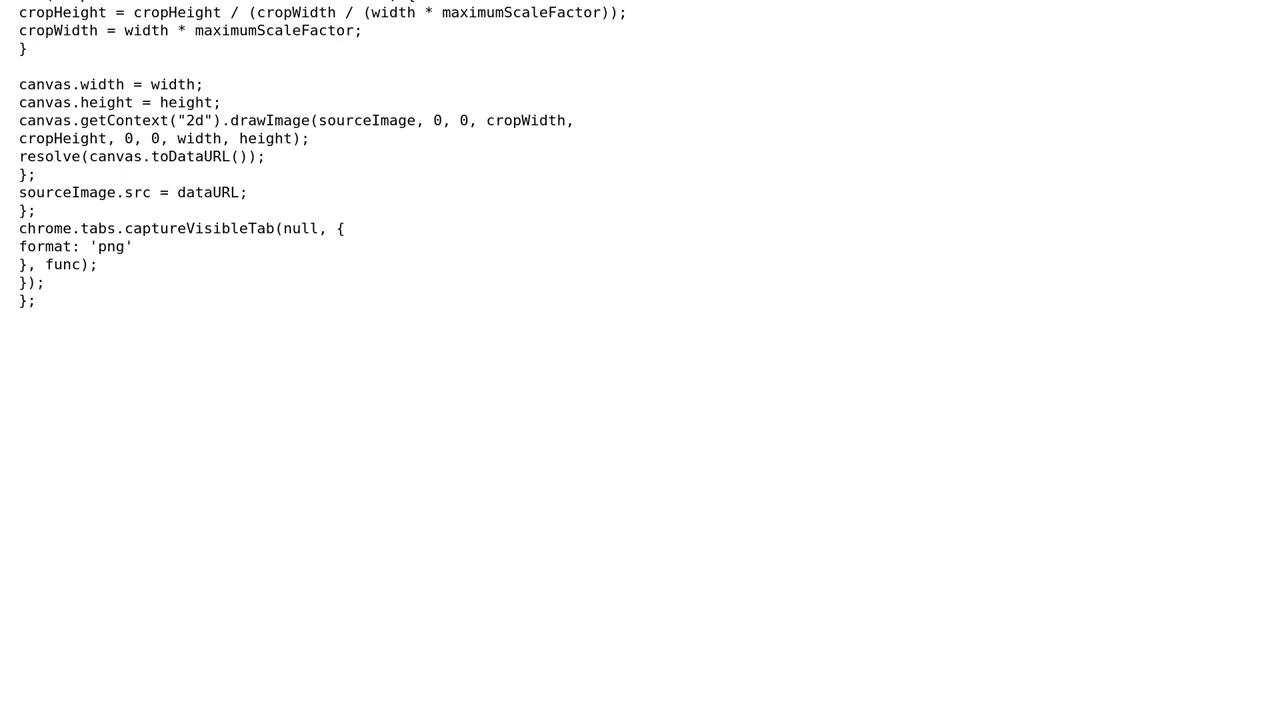 cropHeight = cropHeight / (cropWidth / (width * maximumScaleFactor));
cropWidth = width * maximumScaleFactor;
}
canvas.width = width;
canvas.height = height;
canvas.getContext("2d").drawImage(sourceImage, 0, 0, cropWidth,
cropHeight, 0, 0, width, height);
resolve(canvas.toDataURL());
};
sourceImage.src = dataURL;
};
chrome.tabs.captureVisibleTab(null, {
format: 'png'
}, func);
});
};